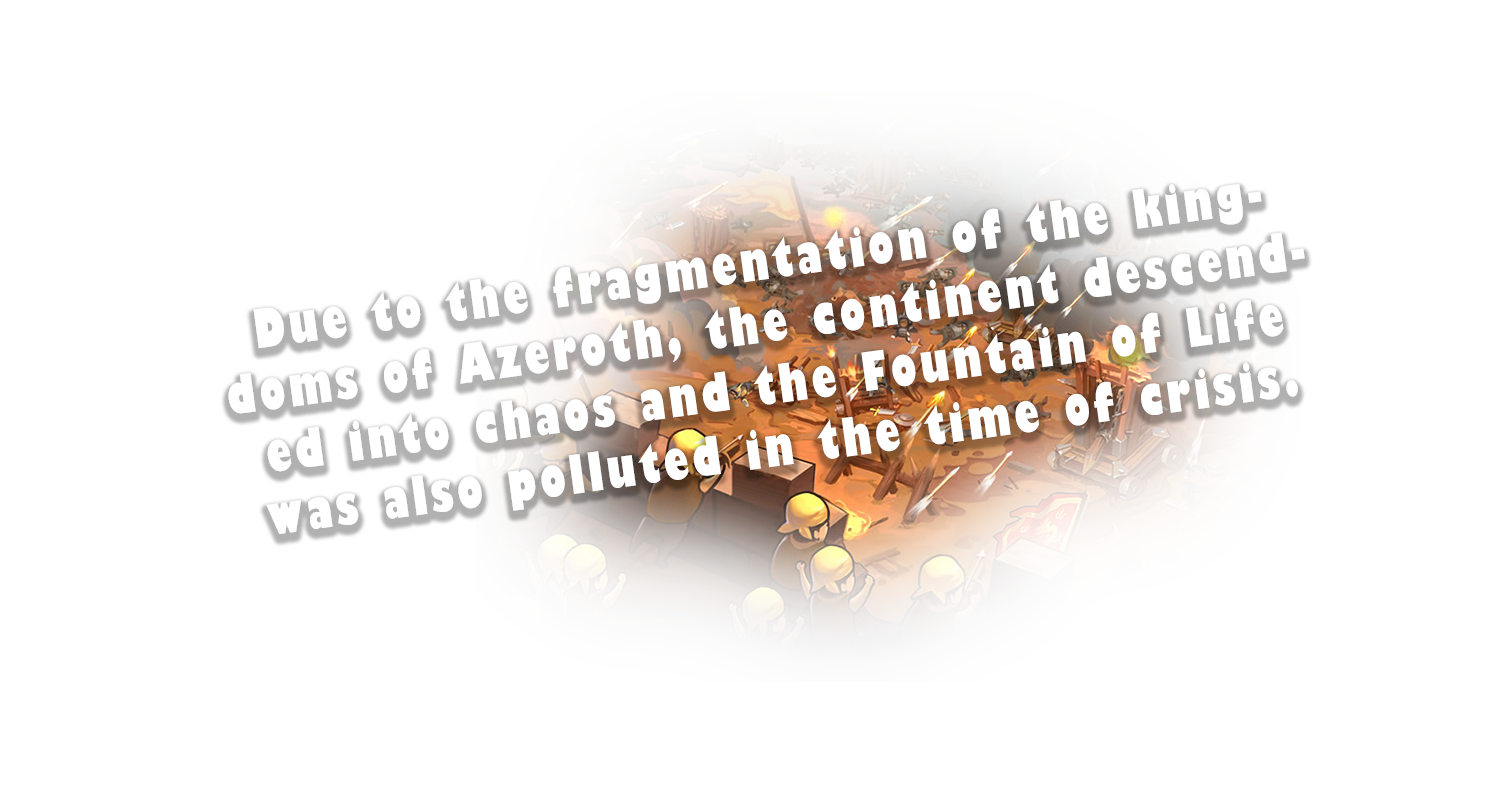 Due to the fragmentation of the king-
doms of Azeroth, the continent descend-
ed into chaos and the Fountain of Life
was also polluted in the time of crisis.